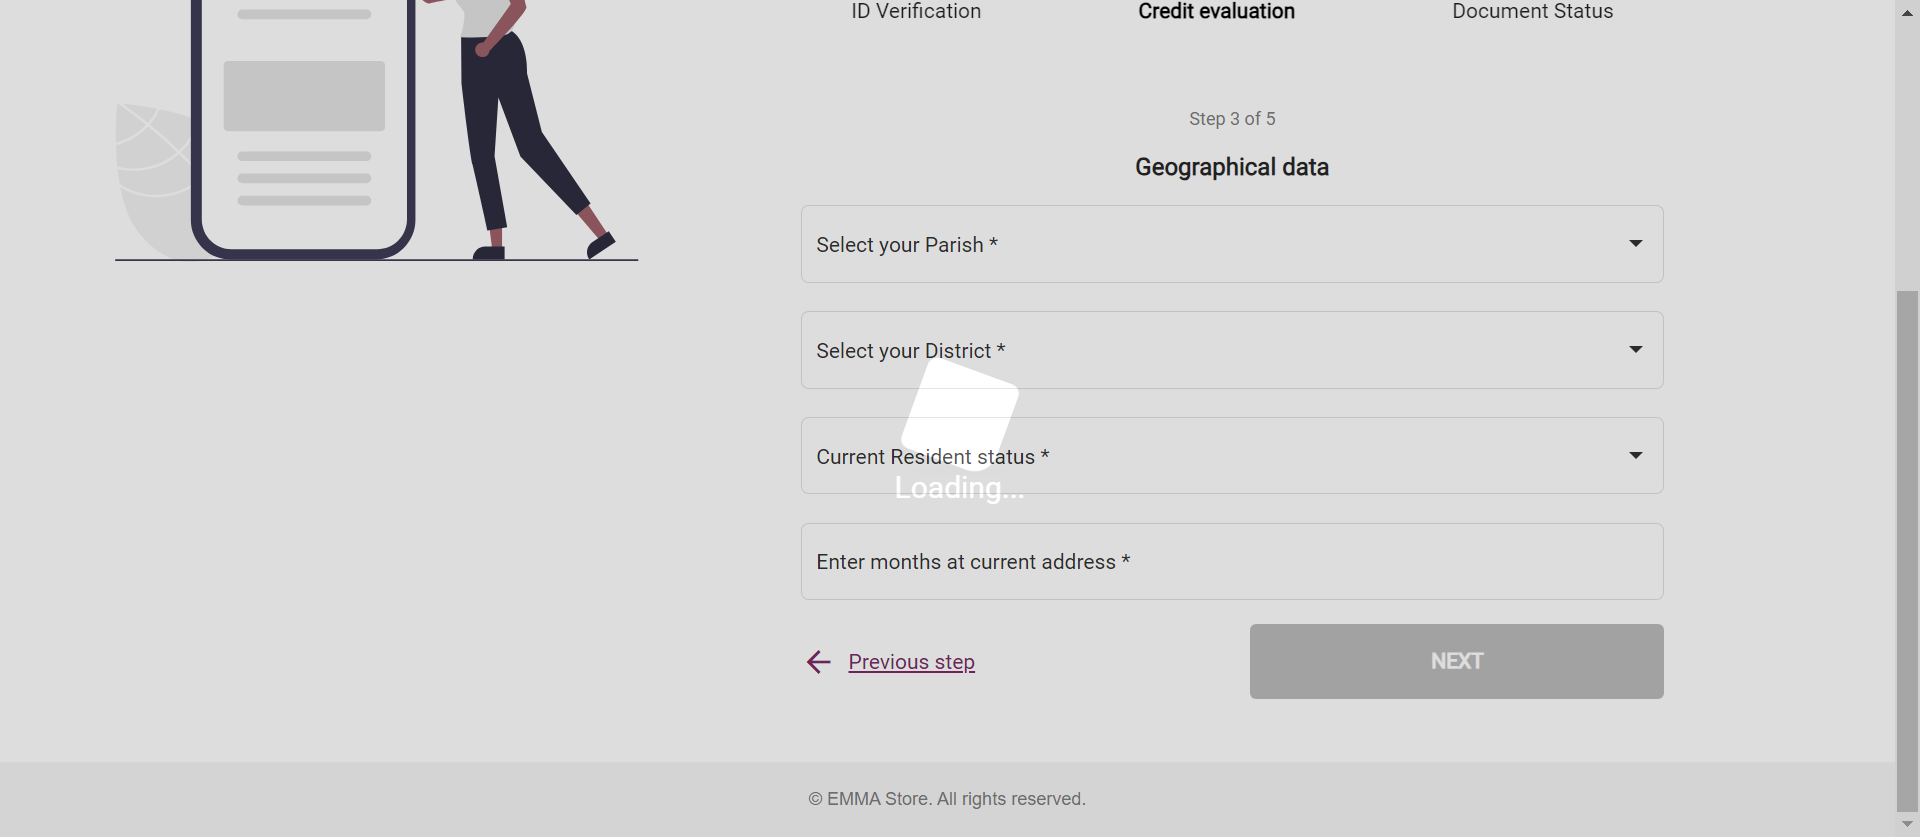 ID Verification
Credit evaluation
Document Status
Step 3 of 5
Geographical data
Select your Parish *
Select your District *
Current Resident status *
Loading...
Enter months at current address *
Previous step
NEXT
© EMMA Store. All rights reserved.